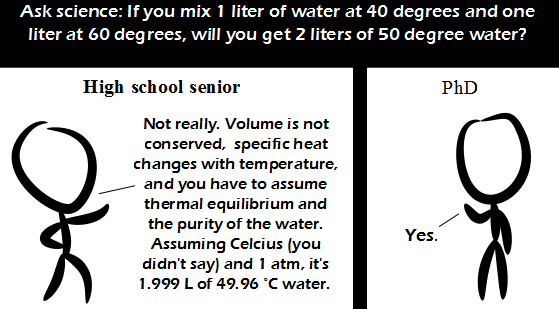 Ask science: If you mix 1 liter of water at 40 degrees and one
liter at 60 degrees, will you get 2 liters of 50 degree water?
High school senior
Not really. Volume is not
conserved, specific heat
changes with temperature,
and you have to assume
thermal equilibrium and
the purity of the water.
Assuming Celcius (you
didn't say) and 1 atm, it's
1.999 L of 49.96 °C water.
PhD
Yes.